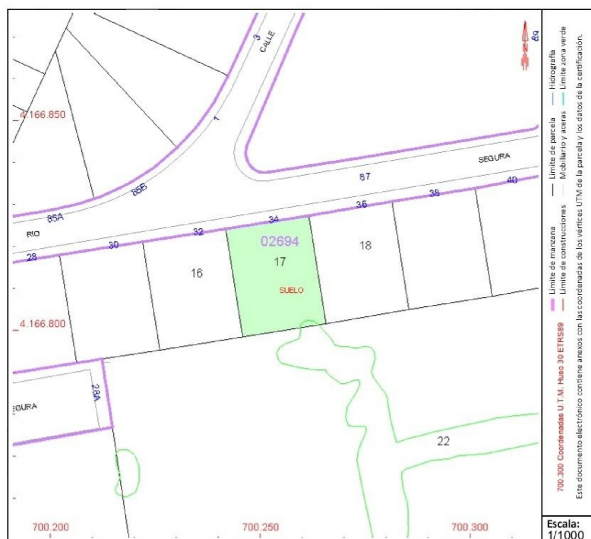 CALLE
3
1
4.166.850
85B
85A
RIO
87
SEGURA
28
30
32
34
36
38
40
02694
16
17
18
SUELO
4.166.800
28A
EGURA
22
700.200
700.250
700.300
89
Límite de manzana
Límite de parcela
Hidrografía
Límite de construcciones
Mobiliario y aceras
Límite zona verde
700.300 Coordenadas U.T.M. Huso 30 ETRS89
Este documento electrónico contiene anexos con las coordenadas de los vértices UTM de la parcela y los datos de la certificación.
Escala:
1/1000